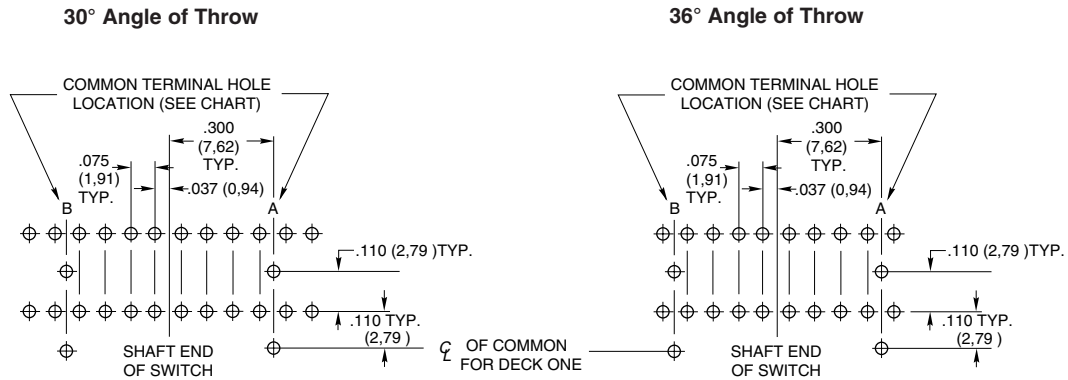 30° Angle of Throw
COMMON TERMINAL HOLE
LOCATION (SEE CHART)
.300
(7,62)
TYP.
.075
(1,91)
TYP.
.037 (0,94)
B
A
.110 (2,79 )TYP.
.110 TYP.
(2,79 )
SHAFT END
OF SWITCH
℄ OF COMMON
FOR DECK ONE
36° Angle of Throw
COMMON TERMINAL HOLE
LOCATION (SEE CHART)
.300
(7,62)
TYP.
.075
(1,91)
TYP.
.037 (0,94)
B
A
.110 (2,79 )TYP.
.110 TYP.
(2,79 )
SHAFT END
OF SWITCH